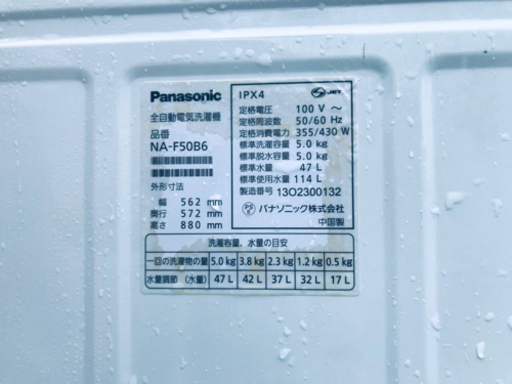 Panasonic
全自動電気洗濯機
品番
NA-F50B6
外形寸法
幅 562 mm
奥行 572 mm
高さ 880 mm
IPX4 JET
定格電圧 100 V ～
定格周波数 50/60 Hz
定格消費電力 355/430 W
標準洗濯容量 5.0 kg
標準脱水容量 5.0 kg
標準水量 47 L
標準使用水量 114 L
製造番号 13O2300132
PS E パナソニック株式会社
中国製
洗濯容量、水量の目安
一回の洗濯物の量 5.0 kg 3.8 kg 2.3 kg 1.2 kg 0.5 kg
水量調節（水量） 47 L 42 L 37 L 32 L 17 L